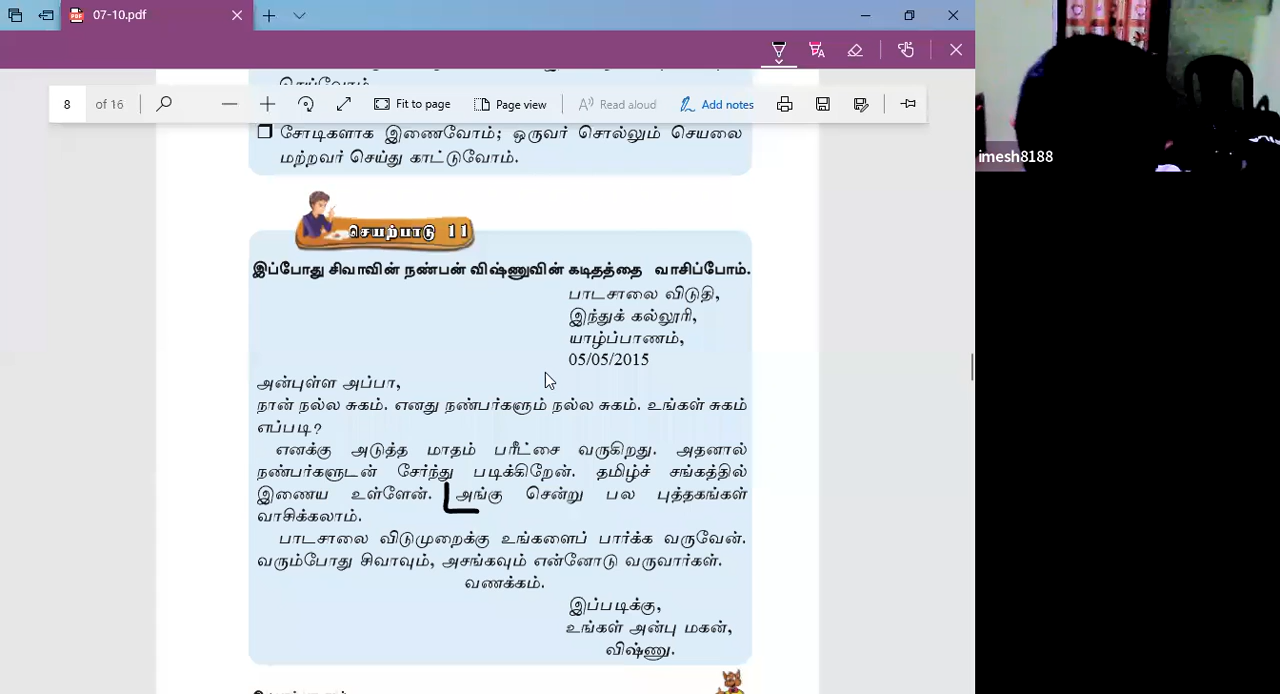 07-10.pdf
8 of 16 Fit to page Page view Read aloud Add notes
imesh8188
செய்வோம்.
சோடிகளாக இணைவோம்; ஒருவர் சொல்லும் செயலை
மற்றவர் செய்து காட்டுவோம்.
செயற்பாடு 11
இப்போது சிவாவின் நண்பன் விஷ்ணுவின் கடிதத்தை வாசிப்போம்.
பாடசாலை விடுதி,
இந்துக் கல்லூரி,
யாழ்ப்பாணம்,
05/05/2015
அன்புள்ள அப்பா,
நான் நல்ல சுகம். எனது நண்பர்களும் நல்ல சுகம். உங்கள் சுகம்
எப்படி?
எனக்கு அடுத்த மாதம் பரீட்சை வருகிறது. அதனால்
நண்பர்களுடன் சேர்ந்து படிக்கிறேன். தமிழ்ச் சங்கத்தில்
இணைய உள்ளேன். அங்கு சென்று பல புத்தகங்கள்
வாசிக்கலாம்.
பாடசாலை விடுமுறைக்கு உங்களைப் பார்க்க வருவேன்.
வரும்போது சிவாவும், அசங்கவும் என்னோடு வருவார்கள்.
வணக்கம்.
இப்படிக்கு,
உங்கள் அன்பு மகன்,
விஷ்ணு.